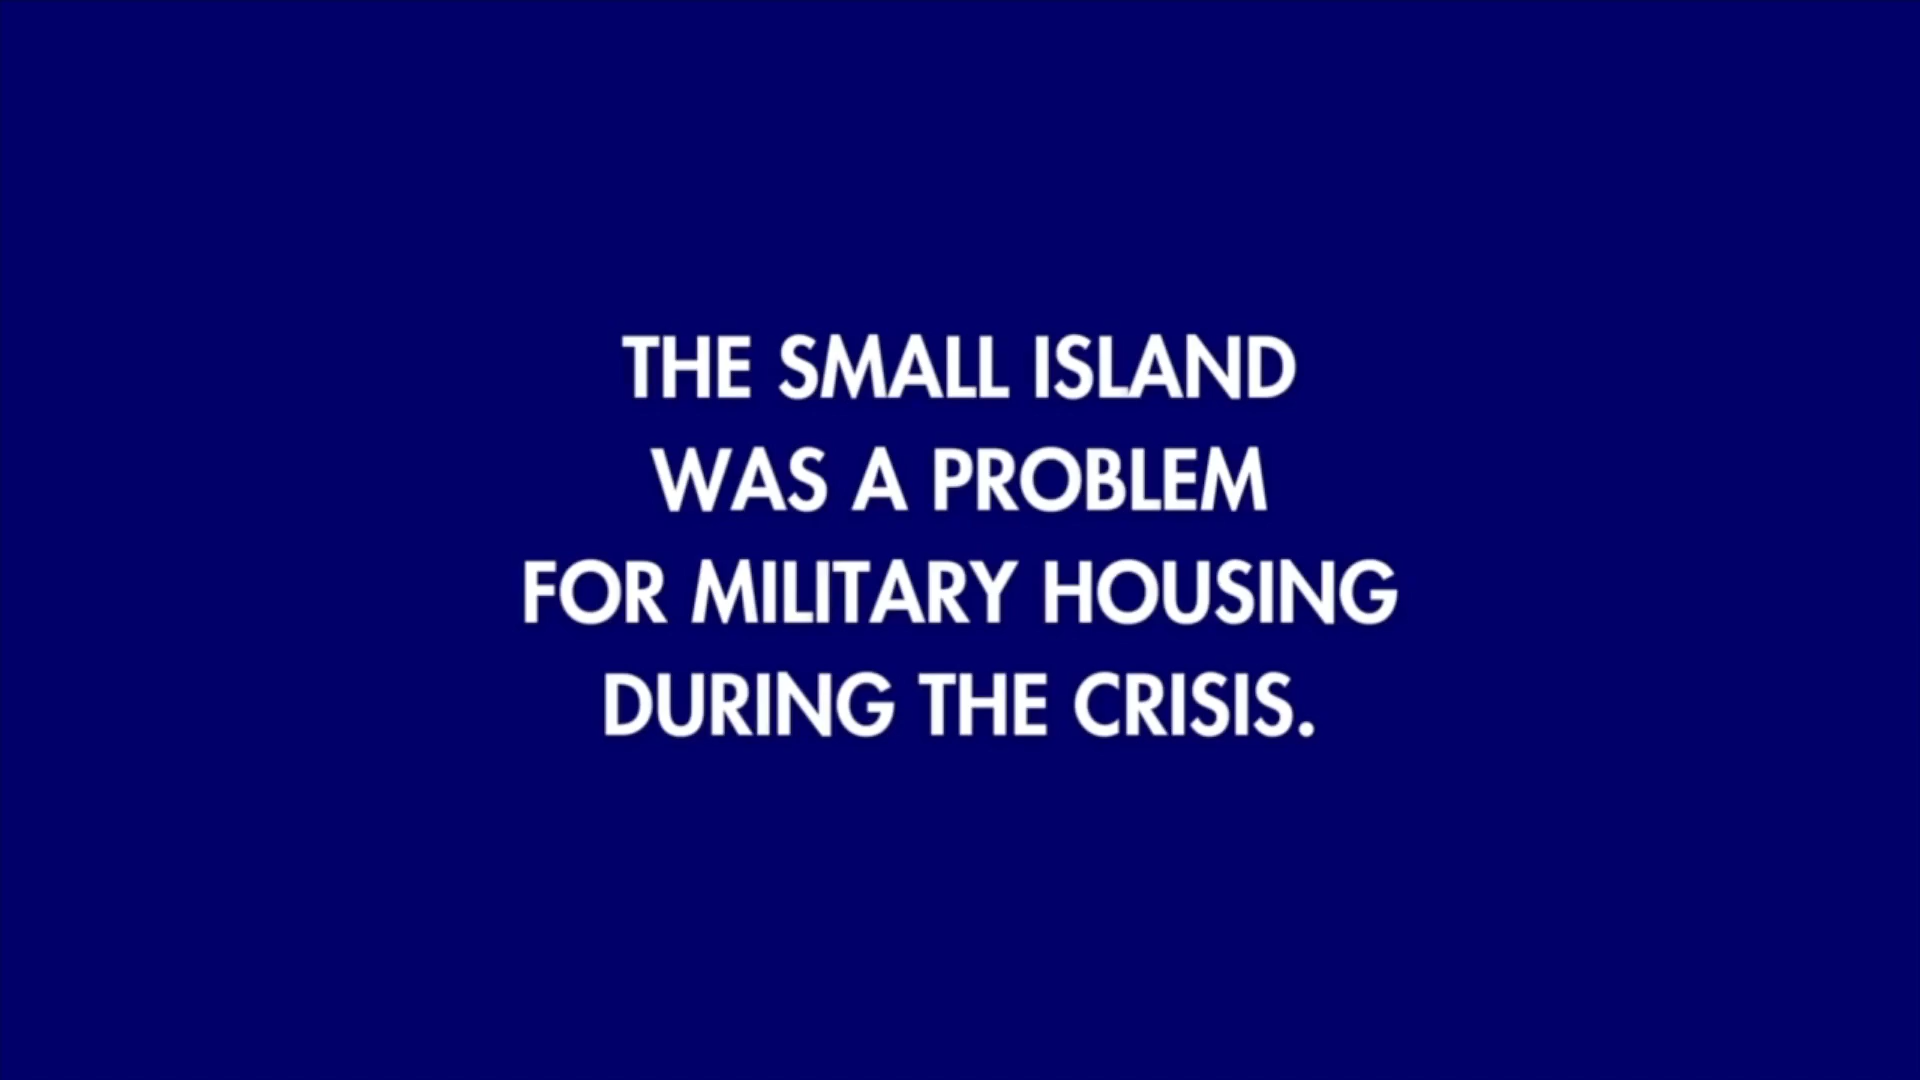 THE SMALL ISLAND
WAS A PROBLEM
FOR MILITARY HOUSING
DURING THE CRISIS.